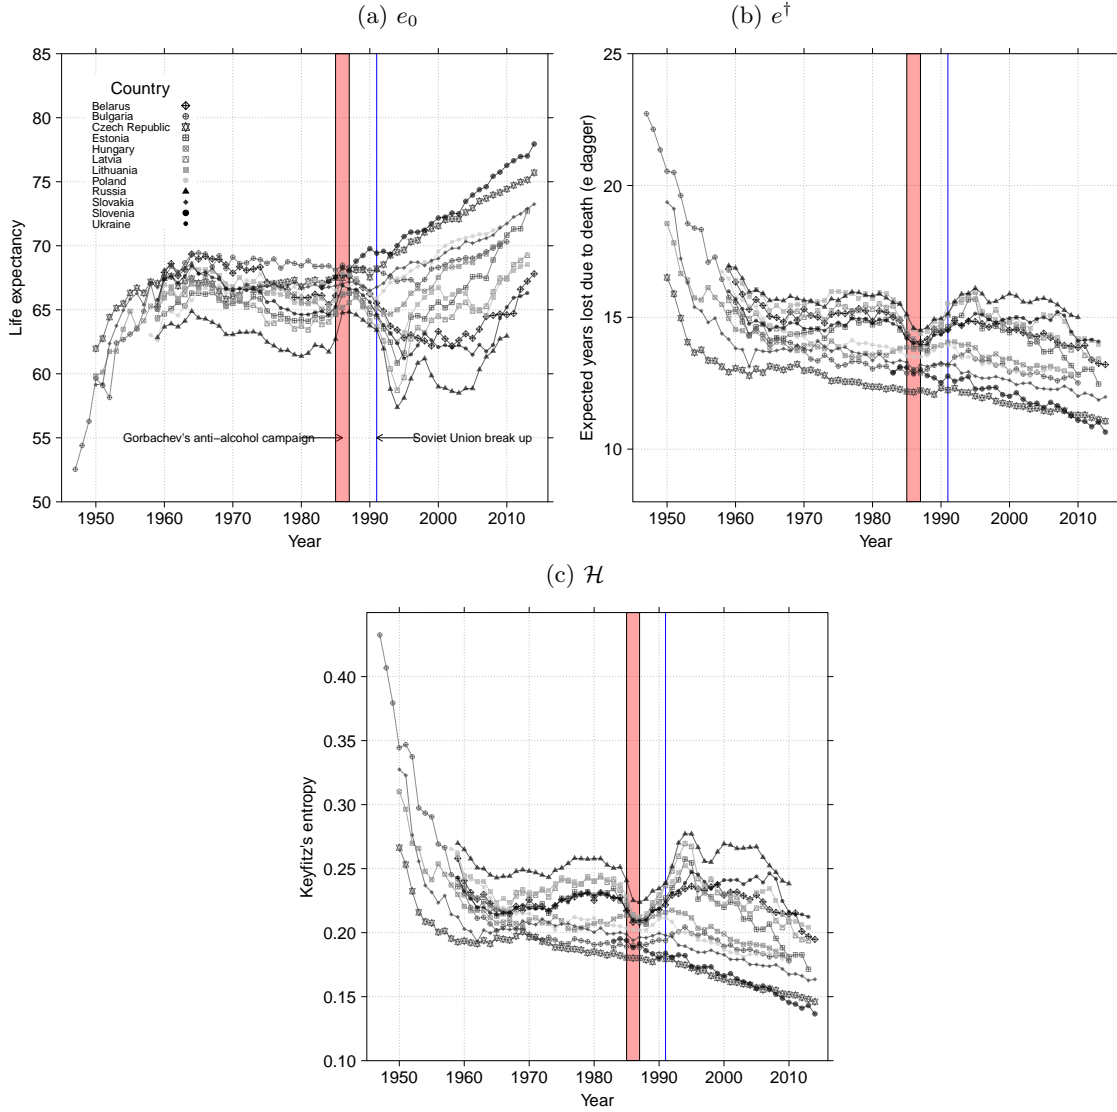 (a) e₀
Life expectancy
85
80
75
70
65
60
55
50
Country
Belarus
Bulgaria
Czech Republic
Estonia
Hungary
Latvia
Lithuania
Poland
Russia
Slovakia
Slovenia
Ukraine
Gorbachev's anti−alcohol campaign
Soviet Union break up
1950 1960 1970 1980 1990 2000 2010
Year
(b) e†
Expected years lost due to death (e dagger)
25
20
15
10
1950 1960 1970 1980 1990 2000 2010
Year
(c) ℋ
Keyfitz's entropy
0.40
0.35
0.30
0.25
0.20
0.15
0.10
1950 1960 1970 1980 1990 2000 2010
Year